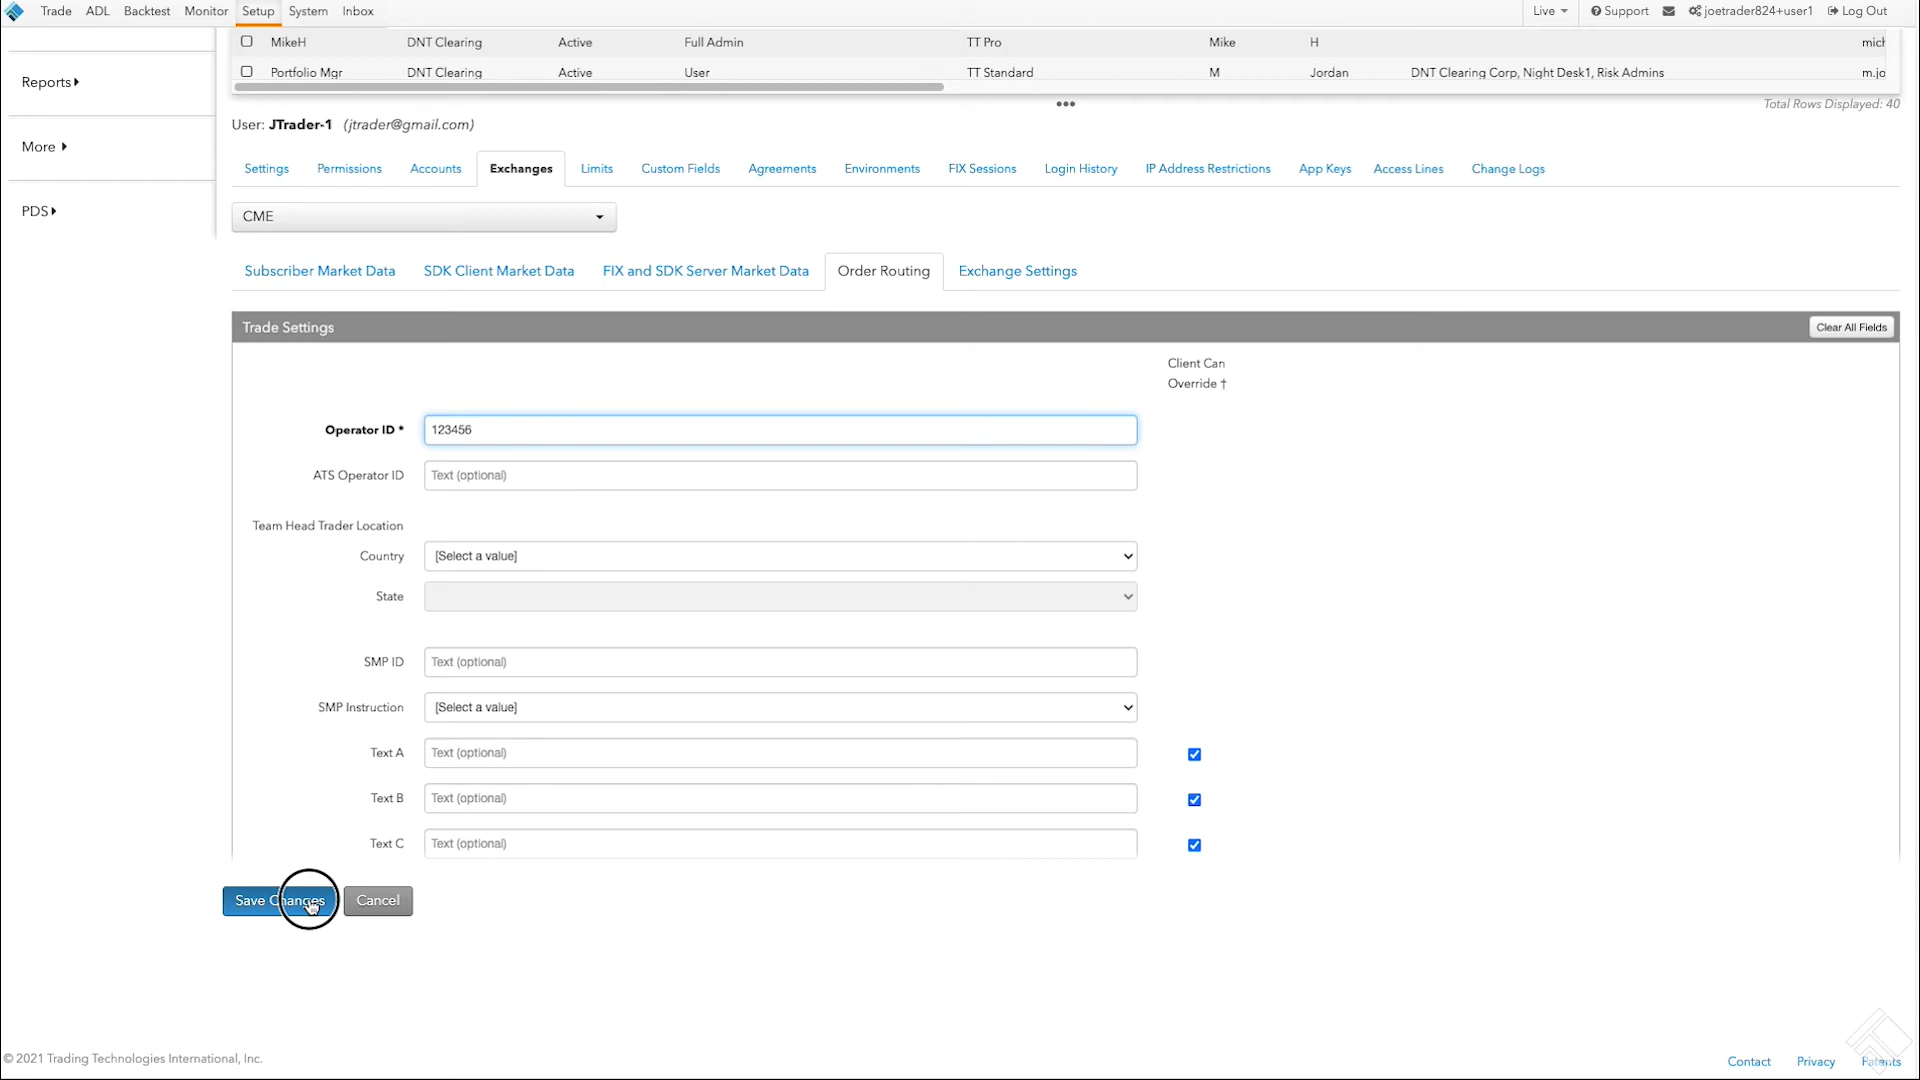 Trade ADL Backtest Monitor Setup System Inbox Live Support joetrader824+user1 Log Out
MikeH DNT Clearing Active Full Admin TT Pro Mike H mich
Portfolio Mgr DNT Clearing Active User TT Standard M Jordan DNT Clearing Corp, Night Desk1, Risk Admins m.jo
Reports
More
PDS
Total Rows Displayed: 40
User: JTrader-1 (jtrader@gmail.com)
Settings Permissions Accounts Exchanges Limits Custom Fields Agreements Environments FIX Sessions Login History IP Address Restrictions App Keys Access Lines Change Logs
CME
Subscriber Market Data SDK Client Market Data FIX and SDK Server Market Data Order Routing Exchange Settings
Trade Settings Clear All Fields
Client Can
Override †
Operator ID * 123456
ATS Operator ID Text (optional)
Team Head Trader Location
Country [Select a value]
State
SMP ID Text (optional)
SMP Instruction [Select a value]
Text A Text (optional)
Text B Text (optional)
Text C Text (optional)
Save Changes Cancel
© 2021 Trading Technologies International, Inc.
Contact Privacy Patents